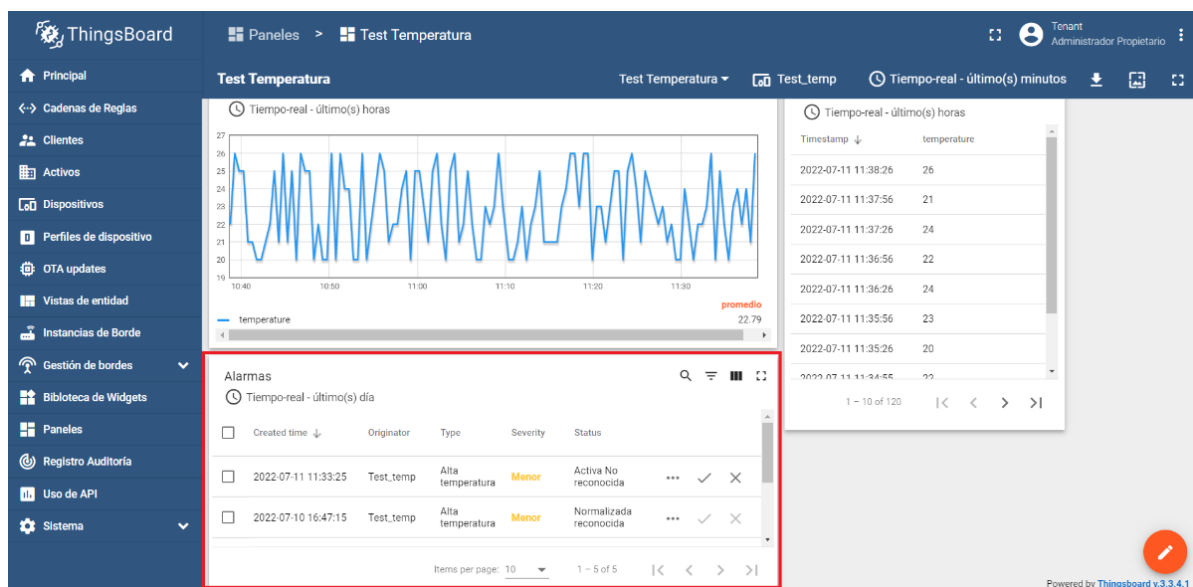 ThingsBoard
Paneles > Test Temperatura
Tenant
Administrador Propietario
Principal
Cadenas de Reglas
Clientes
Activos
Dispositivos
Perfiles de dispositivo
OTA updates
Vistas de entidad
Instancias de Borde
Gestión de bordes
Bibloteca de Widgets
Paneles
Registro Auditoría
Uso de API
Sistema
Test Temperatura
Test Temperatura
Test_temp
Tiempo-real - último(s) minutos
Tiempo-real - último(s) horas
27
26
25
24
23
22
21
20
19
10:40 10:50 11:00 11:10 11:20 11:30
promedio
temperature 22.79
Tiempo-real - último(s) horas
Timestamp temperature
2022-07-11 11:38:26 26
2022-07-11 11:37:56 21
2022-07-11 11:37:26 24
2022-07-11 11:36:56 22
2022-07-11 11:36:26 24
2022-07-11 11:35:56 23
2022-07-11 11:35:26 20
2022-07-11 11:34:55 22
1 – 10 of 120
Alarmas
Tiempo-real - último(s) día
Created time Originator Type Severity Status
2022-07-11 11:33:25 Test_temp Alta temperatura Menor Activa No reconocida
2022-07-10 16:47:15 Test_temp Alta temperatura Menor Normalizada reconocida
Items per page: 10 1 – 5 of 5
Powered by Thingsboard v.3.3.4.1